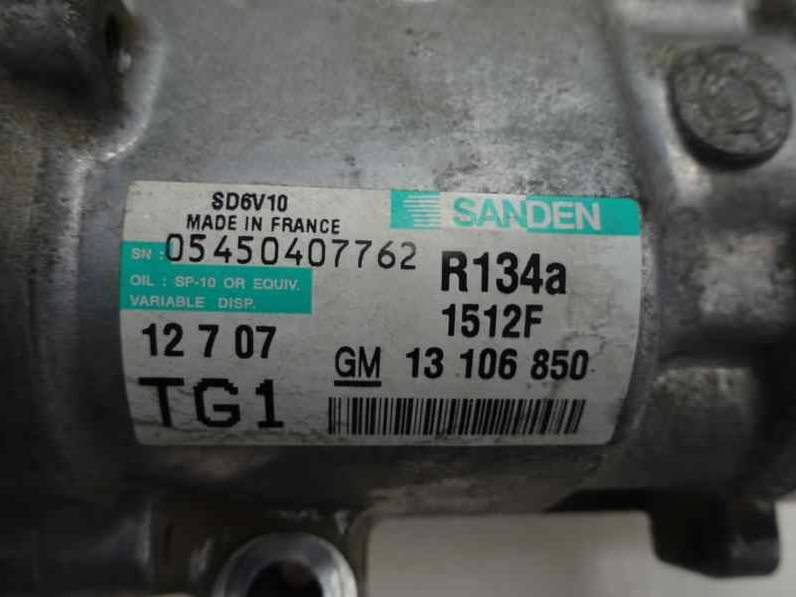 SD6V10
MADE IN FRANCE
SANDEN
SN : 05450407762
R134a
OIL : SP-10 OR EQUIV.
VARIABLE DISP.
1512F
12 7 07
GM 13 106 850
TG1